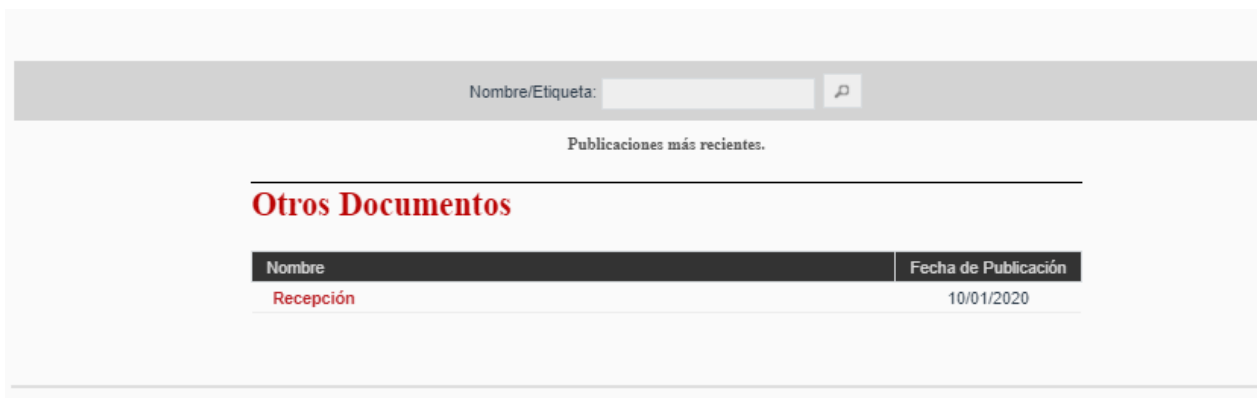 Nombre/Etiqueta:
Publicaciones más recientes.
Otros Documentos
Nombre Fecha de Publicación
Recepción 10/01/2020